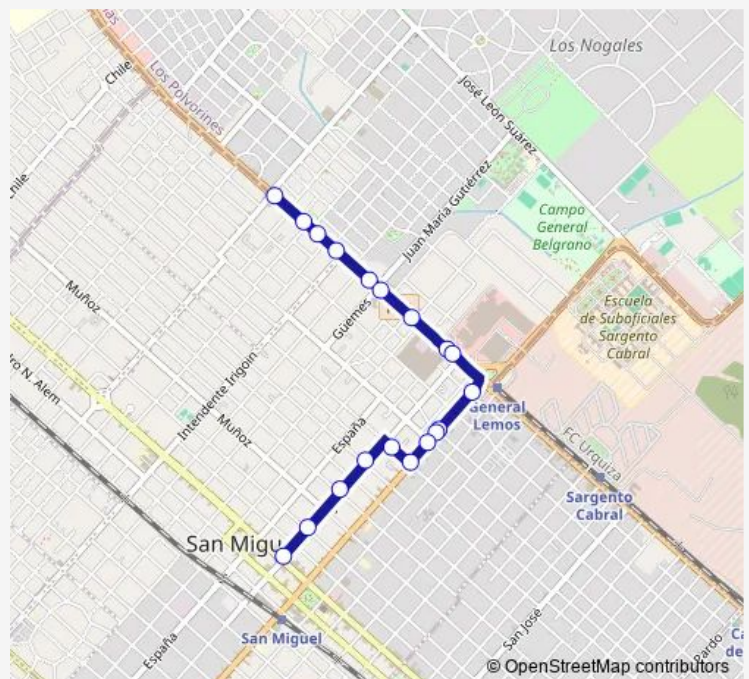 Los Nogales
Chile
Los Polvorines
José León Suárez
Juan María Gutiérrez
Campo
General
Belgrano
Escuela
de Suboficiales
Sargento
Cabral
Muñoz
Güemes
Intendente Irigoin
General
Lemos
FC Urquiza
España
Muñoz
Sargento
Cabral
San Migu
San Miguel
San José
España
© OpenStreetMap contributors